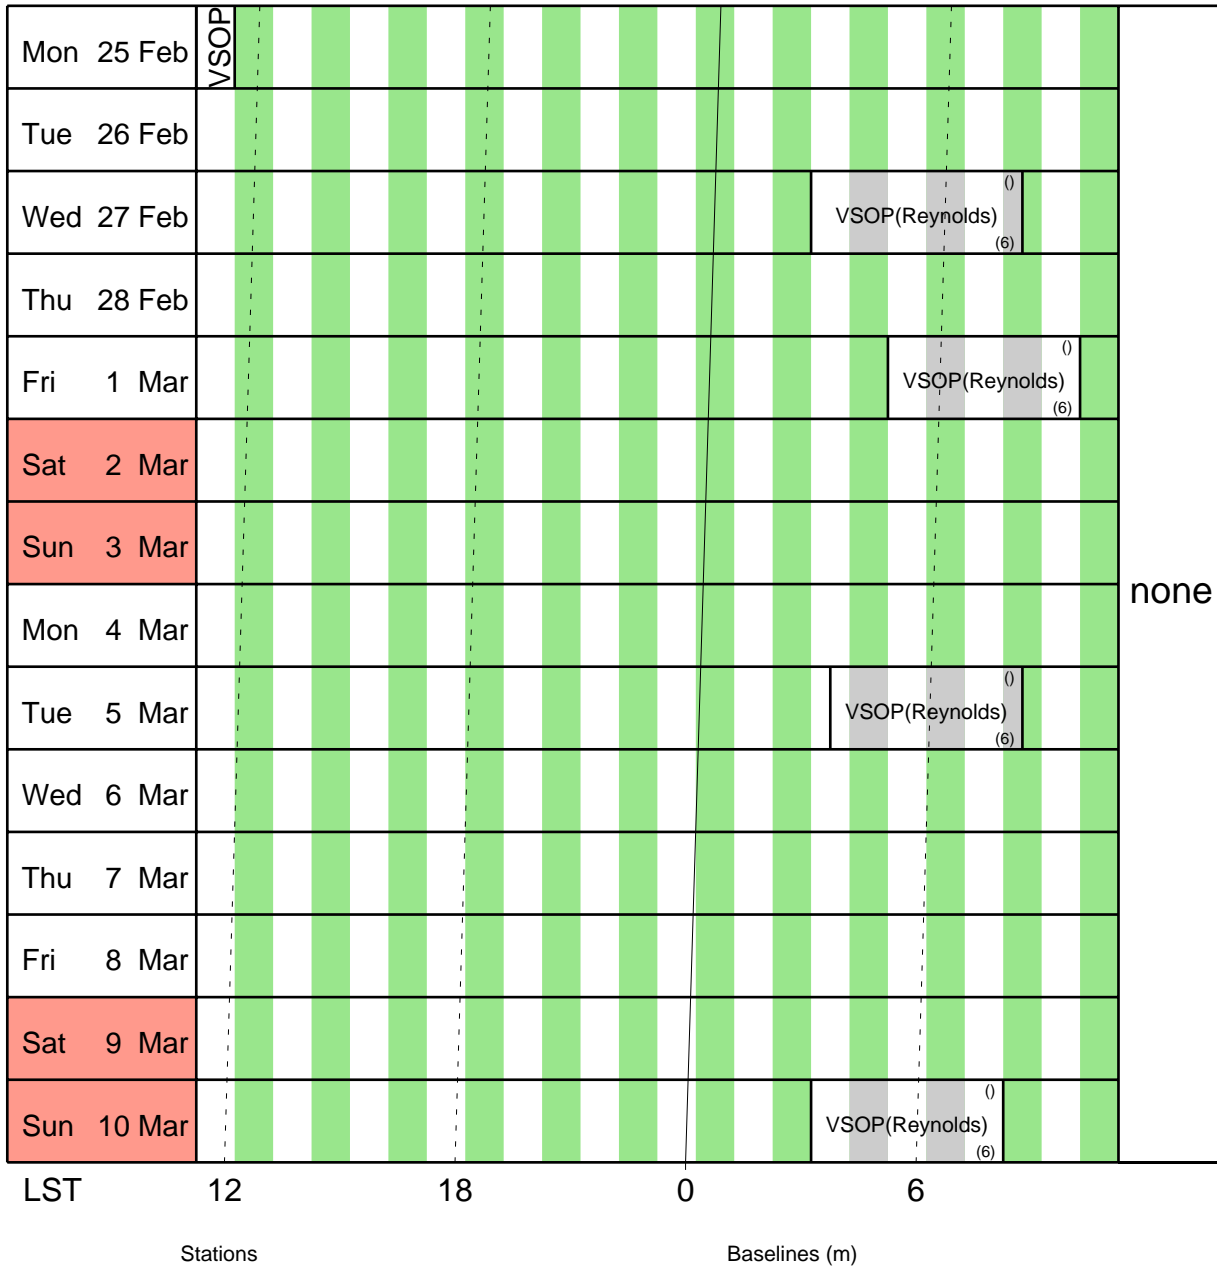 Mon 25 Feb VSOP
Tue 26 Feb
()
Wed 27 Feb VSOP(Reynolds)
(6)
Thu 28 Feb
()
Fri 1 Mar VSOP(Reynolds)
(6)
Sat 2 Mar
Sun 3 Mar
none
Mon 4 Mar
()
Tue 5 Mar VSOP(Reynolds)
(6)
Wed 6 Mar
Thu 7 Mar
Fri 8 Mar
Sat 9 Mar
()
Sun 10 Mar VSOP(Reynolds)
(6)
LST 12 18 0 6
Stations Baselines (m)